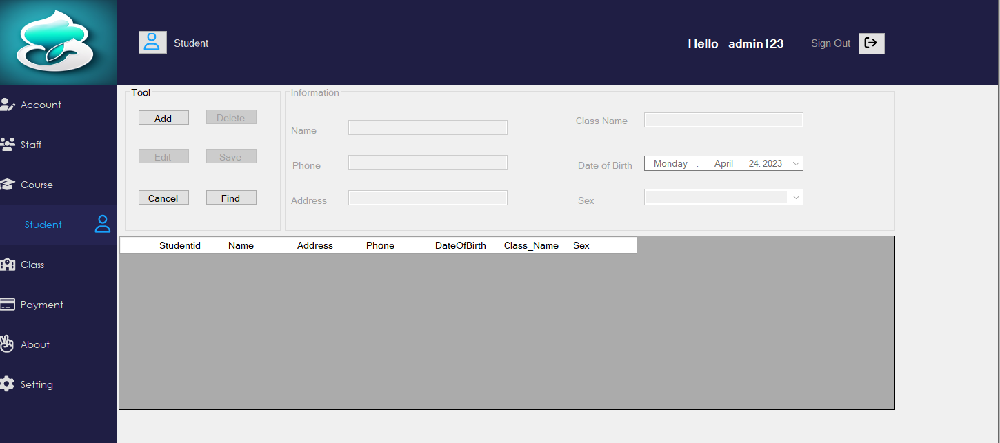 Student
Hello admin123
Sign Out
Account
Staff
Course
Student
Class
Payment
About
Setting
Tool
Add
Delete
Edit
Save
Cancel
Find
Information
Name
Phone
Address
Class Name
Date of Birth
Monday , April 24, 2023
Sex
Studentid Name Address Phone DateOfBirth Class_Name Sex